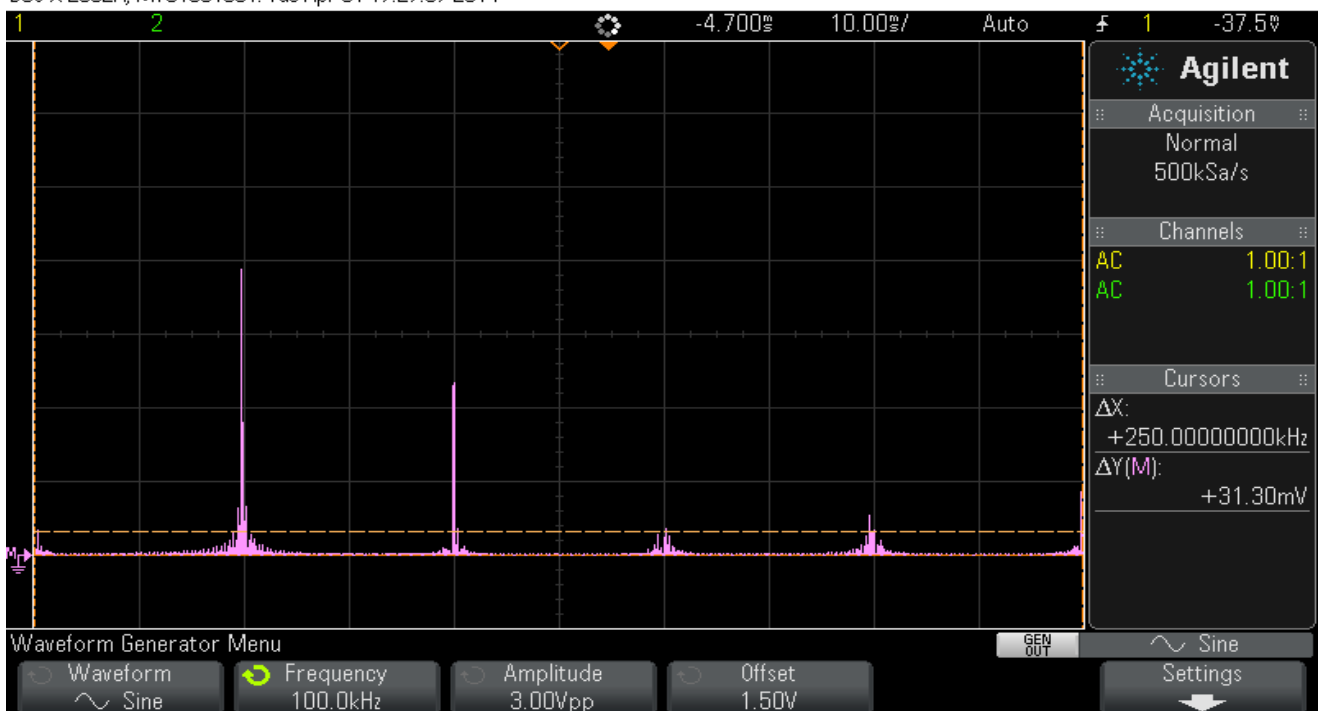 1 2 -4.700s 10.00s/ Auto 1 -37.5V
Agilent
Acquisition
Normal
500kSa/s
Channels
AC 1.00:1
AC 1.00:1
Cursors
ΔX:
+250.00000000kHz
ΔY(M):
+31.30mV
M
Waveform Generator Menu
GEN OUT
Sine
Waveform
Sine
Frequency
100.0kHz
Amplitude
3.00Vpp
Offset
1.50V
Settings